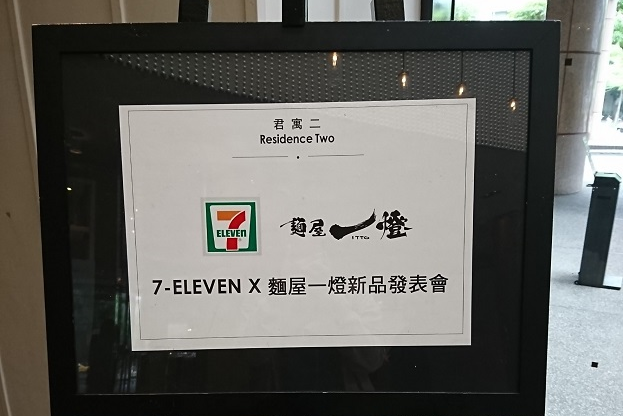 君寓二
Residence Two
7
ELEVEN
麵屋一燈
ITTO
7-ELEVEN X 麵屋一燈新品發表會